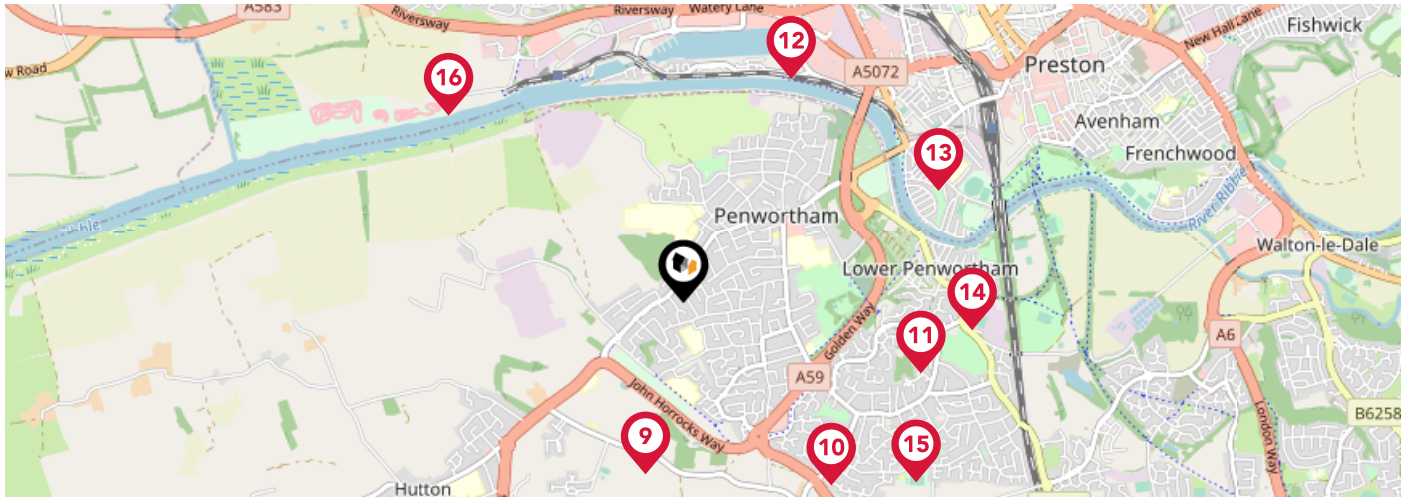 A583
Riversway
Riversway
Watery Lane
New Hall Lane
Fishwick
w Road
16
12
A5072
Preston
Avenham
13
Frenchwood
River Ribble
Penwortham
ble
Walton-le-Dale
Lower Penwortham
14
11
Golden Way
A6
A59
John Horrocks Way
London Way
B6258
9
10
15
Hutton